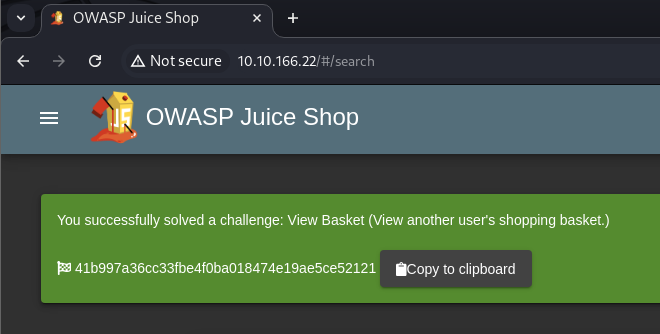 OWASP Juice Shop
Not secure 10.10.166.22/#/search
OWASP Juice Shop
You successfully solved a challenge: View Basket (View another user's shopping basket.)
41b997a36cc33fbe4f0ba018474e19ae5ce52121 Copy to clipboard